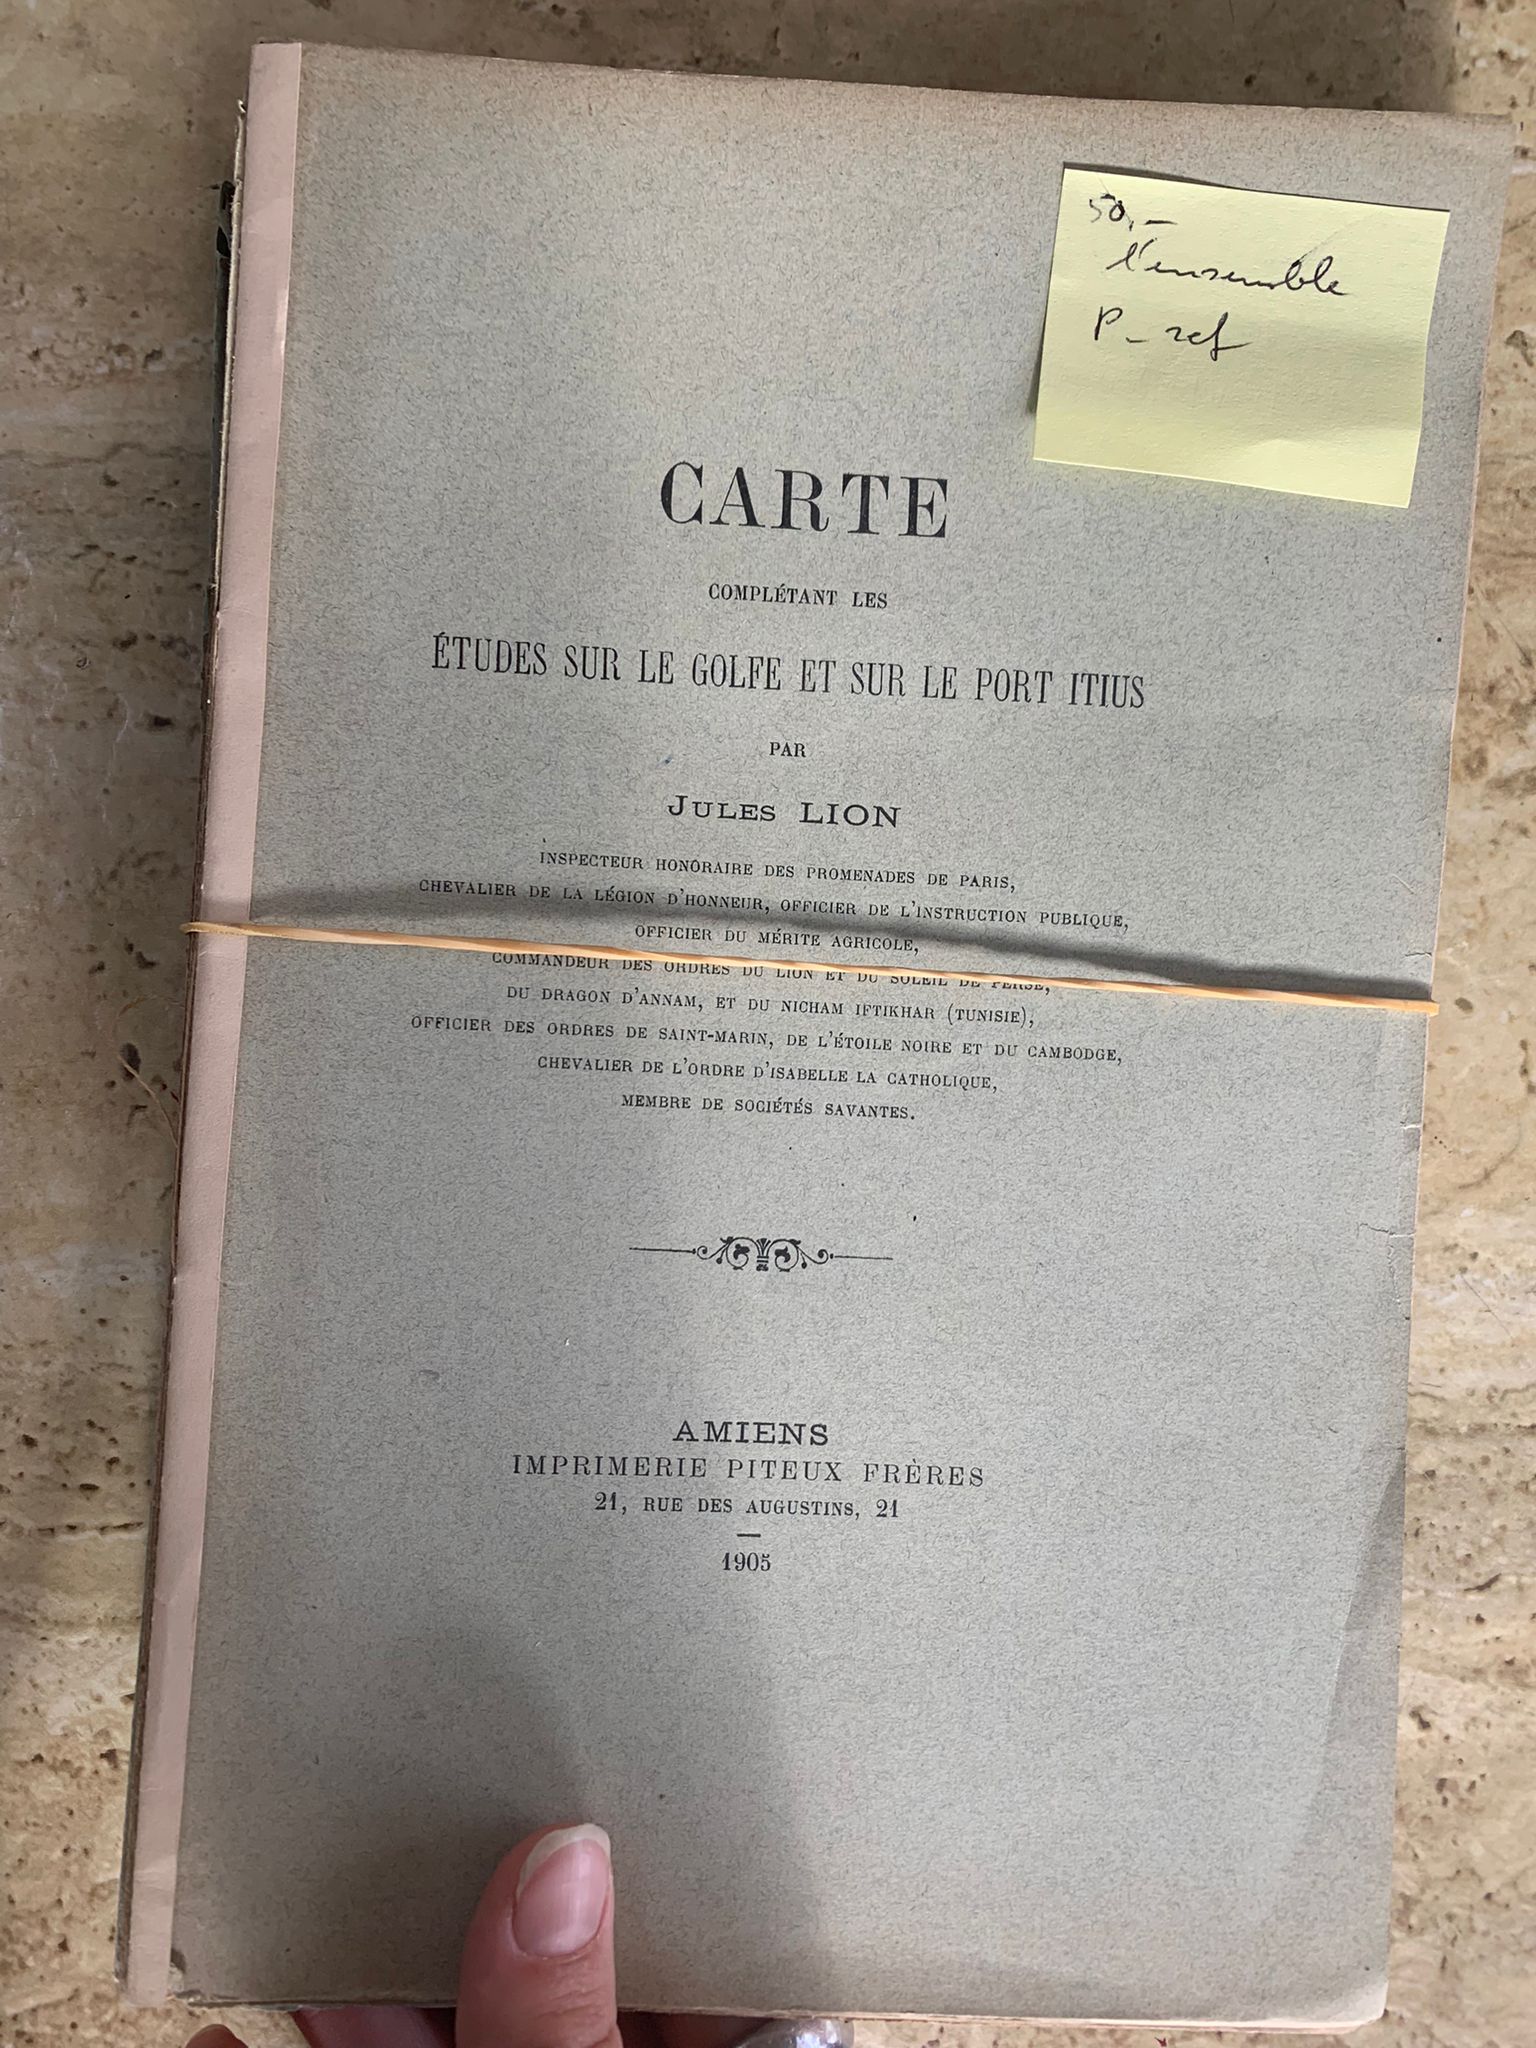 50,-
l'ensemble
P- ref
CARTE
COMPLÉTANT LES
ÉTUDES SUR LE GOLFE ET SUR LE PORT ITIUS
PAR
JULES LION
INSPECTEUR HONORAIRE DES PROMENADES DE PARIS,
CHEVALIER DE LA LÉGION D'HONNEUR, OFFICIER DE L'INSTRUCTION PUBLIQUE,
OFFICIER DU MÉRITE AGRICOLE,
COMMANDEUR DES ORDRES DU LION ET DU SOLEIL DE PERSE,
DU DRAGON D'ANNAM, ET DU NICHAM IFTIKHAR (TUNISIE),
OFFICIER DES ORDRES DE SAINT-MARIN, DE L'ÉTOILE NOIRE ET DU CAMBODGE,
CHEVALIER DE L'ORDRE D'ISABELLE LA CATHOLIQUE,
MEMBRE DE SOCIÉTÉS SAVANTES.
AMIENS
IMPRIMERIE PITEUX FRÈRES
21, RUE DES AUGUSTINS, 21
1905